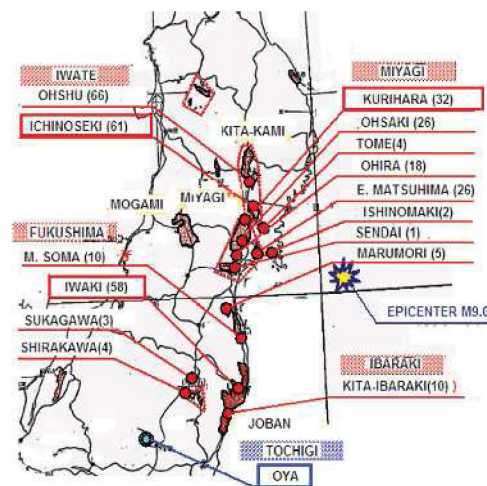 IWATE
OHSHU (66)
ICHINOSEKI (61)
KITA-KAMI
MIYAGI
MOGAMI
FUKUSHIMA
M. SOMA (10)
IWAKI (58)
SUKAGAWA(3)
SHIRAKAWA(4)
MIYAGI
KURIHARA (32)
OHSAKI (26)
TOME(4)
OHIRA (18)
E. MATSUHIMA (26)
ISHINOMAKI(2)
SENDAI (1)
MARUMORI (5)
EPICENTER M9.0
IBARAKI
KITA-IBARAKI(10) )
JOBAN
TOCHIGI
OYA